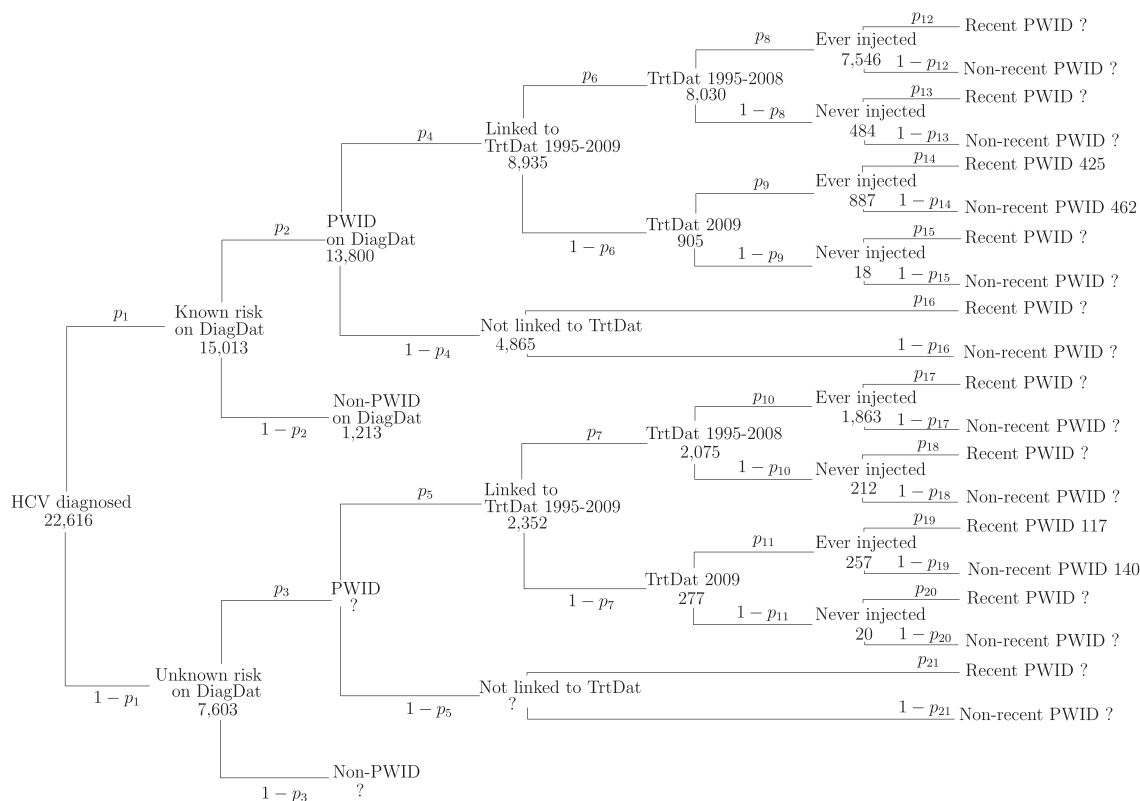 p12
Recent PWID ?
Ever injected
7,546
1 − p12
Non-recent PWID ?
p8
p13
Recent PWID ?
p6
TrtDat 1995-2008
8,030
1 − p8
Never injected
484
1 − p13
Non-recent PWID ?
p4
Linked to
TrtDat 1995-2009
8,935
p14
Recent PWID 425
Ever injected
887
1 − p14
Non-recent PWID 462
p9
TrtDat 2009
905
1 − p6
p15
Recent PWID ?
1 − p9
Never injected
18
1 − p15
Non-recent PWID ?
p2
PWID
on DiagDat
13,800
p16
Recent PWID ?
Not linked to TrtDat
4,865
1 − p4
1 − p16
Non-recent PWID ?
p1
Known risk
on DiagDat
15,013
Non-PWID
on DiagDat
1,213
1 − p2
p17
Recent PWID ?
p10
Ever injected
1,863
1 − p17
Non-recent PWID ?
p7
TrtDat 1995-2008
2,075
p18
Recent PWID ?
1 − p10
Never injected
212
1 − p18
Non-recent PWID ?
HCV diagnosed
22,616
p5
Linked to
TrtDat 1995-2009
2,352
p19
Recent PWID 117
p11
Ever injected
257
1 − p19
Non-recent PWID 140
1 − p7
TrtDat 2009
277
p20
Recent PWID ?
1 − p11
Never injected
20
1 − p20
Non-recent PWID ?
p3
PWID
?
p21
Recent PWID ?
Not linked to TrtDat
?
1 − p5
1 − p21
Non-recent PWID ?
1 − p1
Unknown risk
on DiagDat
7,603
Non-PWID
?
1 − p3